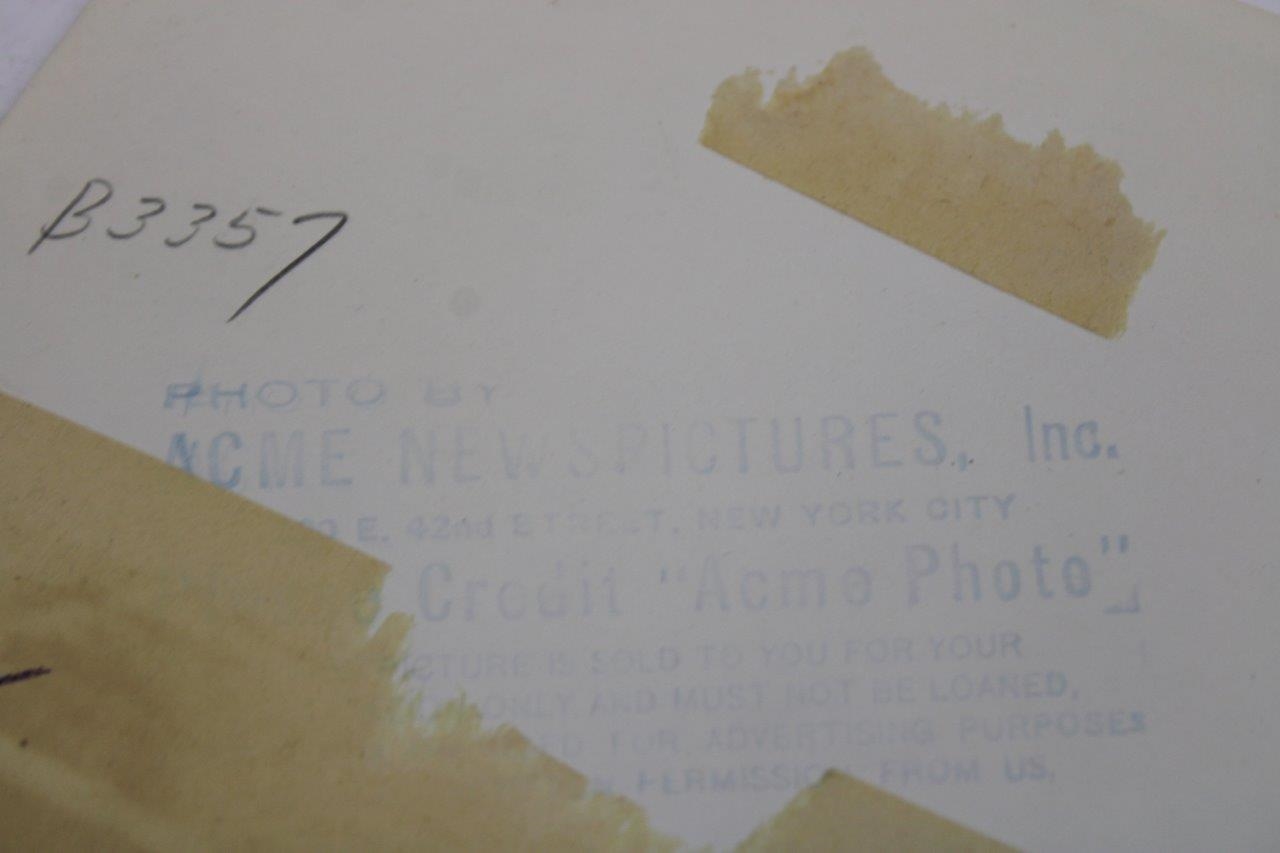 B3357
PHOTO BY
ACME NEWSPICTURES, Inc.
E. 42nd STREET, NEW YORK CITY
Credit "Acme Photo"
PICTURE IS SOLD TO YOU FOR YOUR
ONLY AND MUST NOT BE LOANED,
FOR ADVERTISING PURPOSES
PERMISSION FROM US.